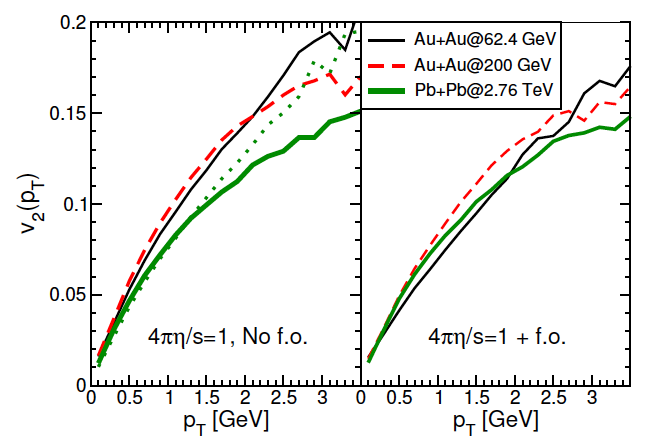 0.2
0.15
0.1
0.05
0
v2(pT)
Au+Au@62.4 GeV
Au+Au@200 GeV
Pb+Pb@2.76 TeV
4πη/s=1, No f.o.
4πη/s=1 + f.o.
0 0.5 1 1.5 2 2.5 3 0 0.5 1 1.5 2 2.5 3
pT [GeV]
pT [GeV]